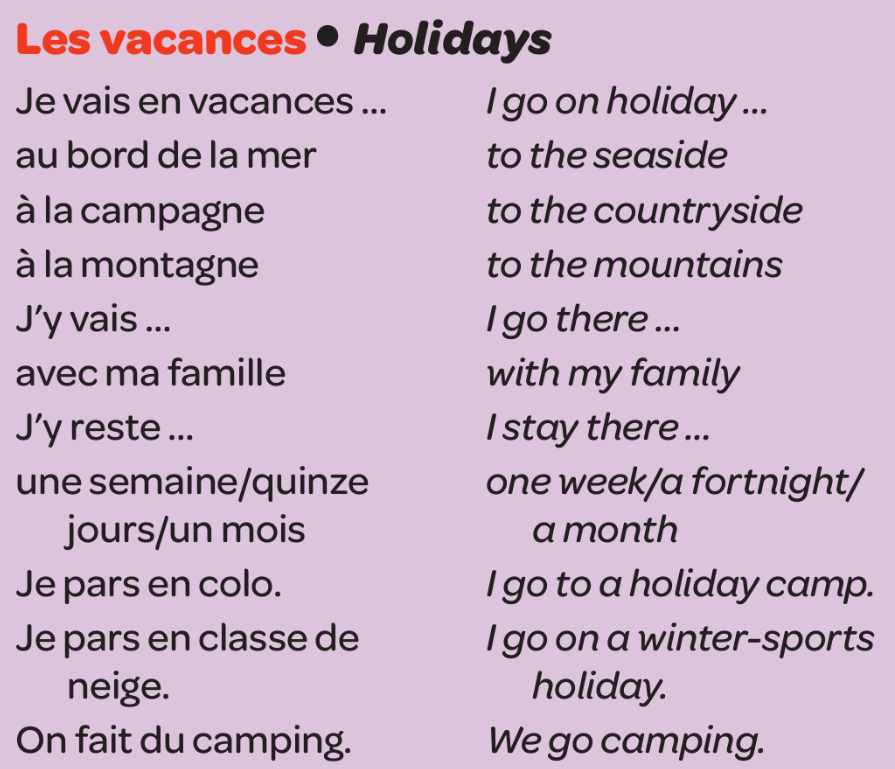 Les vacances • Holidays
Je vais en vacances ... I go on holiday ...
au bord de la mer to the seaside
à la campagne to the countryside
à la montagne to the mountains
J'y vais ... I go there ...
avec ma famille with my family
J'y reste ... I stay there ...
une semaine/quinze one week/a fortnight/
jours/un mois a month
Je pars en colo. I go to a holiday camp.
Je pars en classe de I go on a winter-sports
neige. holiday.
On fait du camping. We go camping.